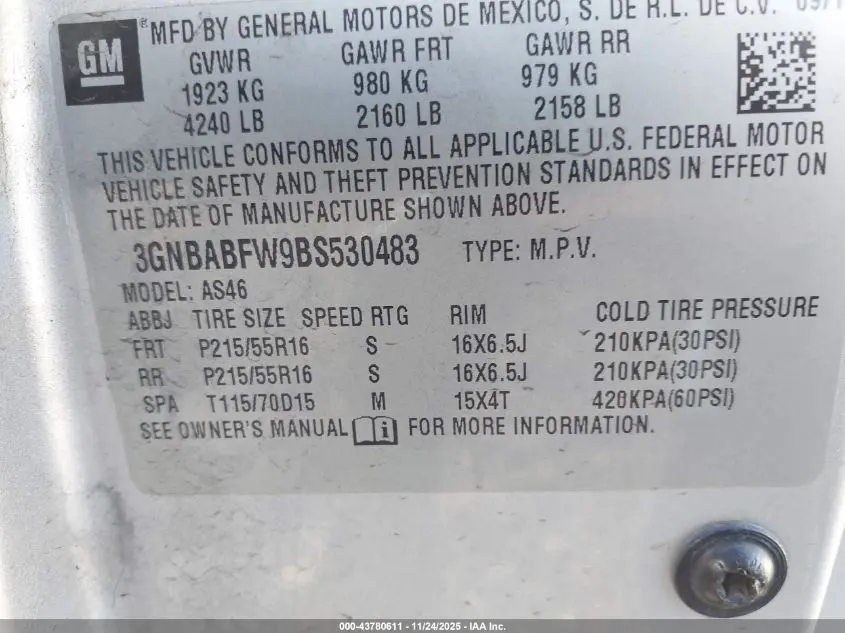 GM
® MFD BY GENERAL MOTORS DE MEXICO, S. DE R.L. DE C.V.
GVWR GAWR FRT GAWR RR
1923 KG 980 KG 979 KG
4240 LB 2160 LB 2158 LB
THIS VEHICLE CONFORMS TO ALL APPLICABLE U.S. FEDERAL MOTOR
VEHICLE SAFETY AND THEFT PREVENTION STANDARDS IN EFFECT ON
THE DATE OF MANUFACTURE SHOWN ABOVE.
3GNBABFW9BS530483 TYPE: M.P.V.
MODEL: AS46
ABBJ TIRE SIZE SPEED RTG RIM COLD TIRE PRESSURE
FRT P215/55R16 S 16X6.5J 210KPA(30PSI)
RR P215/55R16 S 16X6.5J 210KPA(30PSI)
SPA T115/70D15 M 15X4T 420KPA(60PSI)
SEE OWNER'S MANUAL FOR MORE INFORMATION.
000-43780611 - 11/24/2025 - IAA Inc.